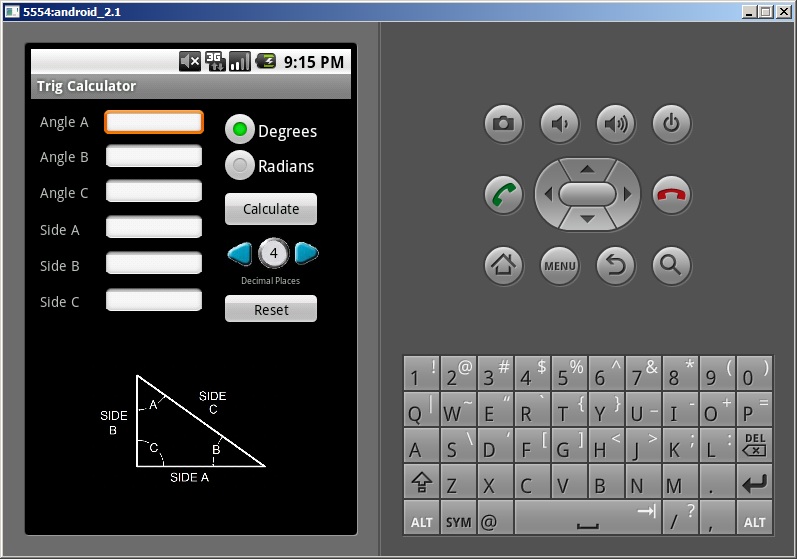 5554:android_2.1
3G 9:15 PM
Trig Calculator
Angle A
Angle B
Angle C
Side A
Side B
Side C
Degrees
Radians
Calculate
4
Decimal Places
Reset
A
SIDE C
SIDE B
C
B
SIDE A
MENU
1 ! 2 @ 3 # 4 $ 5 % 6 ^ 7 & 8 * 9 ( 0 )
Q | W ~ E “ R ` T { Y } U _ I - O + P =
A S \ D ‘ F [ G ] H < J > K ; L : DEL
Z X C V B N M .
ALT SYM @ / ? , ALT